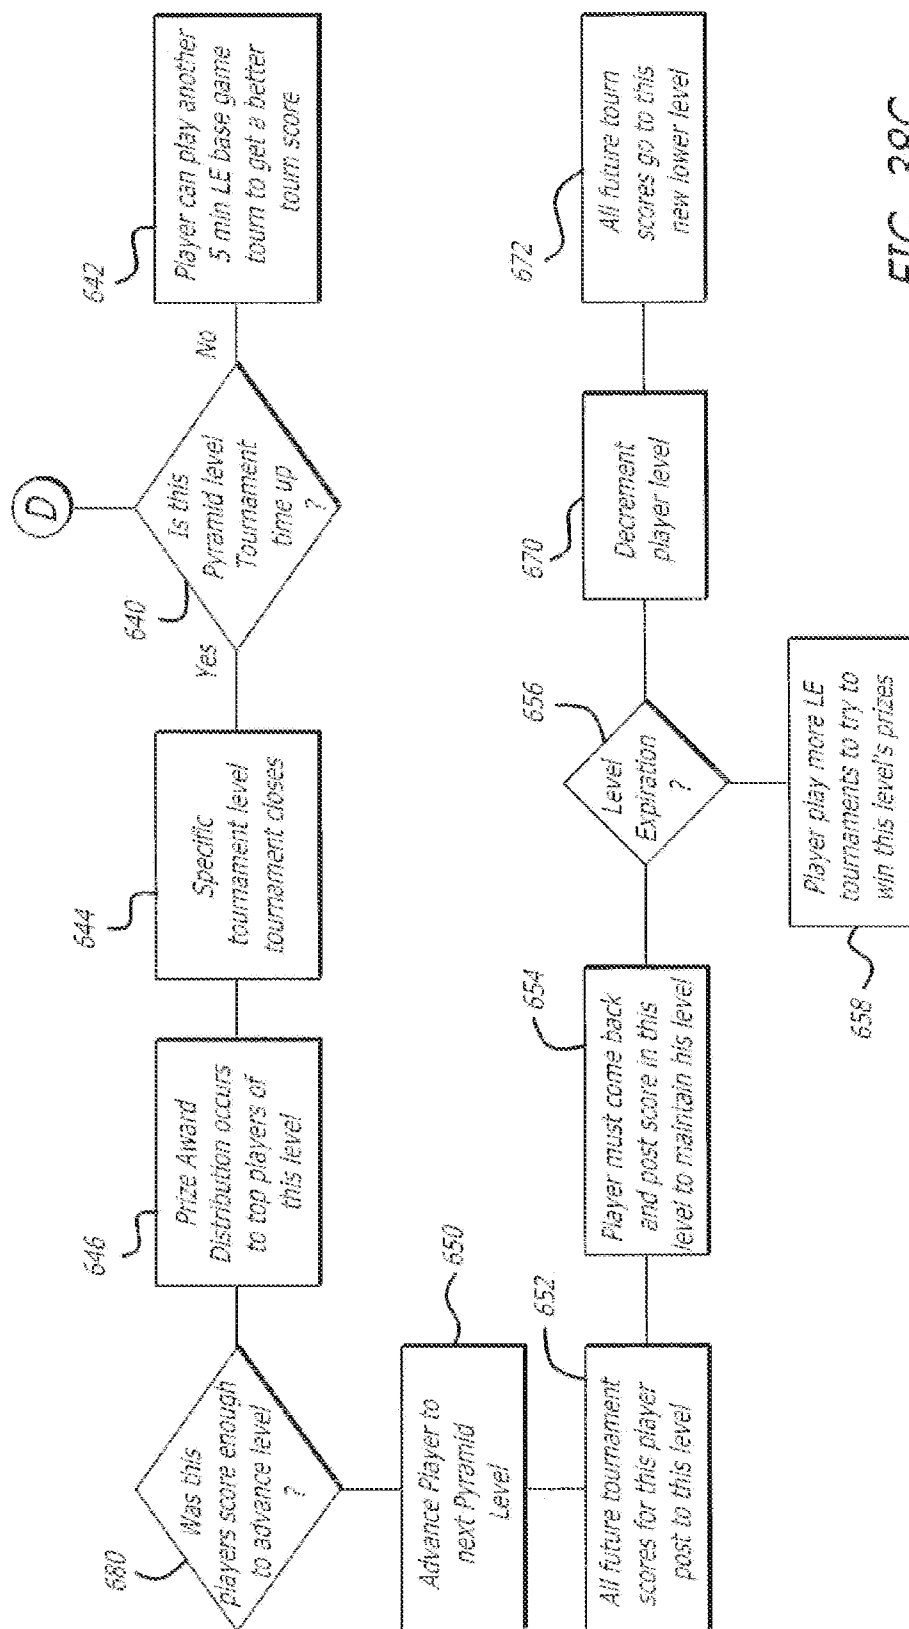 D
640
Is this
Pyramid level
Tournament
time up
?
No
642
Player can play another
5 min LE base game
tourn to get a better
tourn score
Yes
644
Specific
tournament level
tournament closes
646
Prize Award
Distribution occurs
to top players of
this level
680
Was this
players score enough
to advance level
?
650
Advance Player to
next Pyramid
Level
652
All future tournament
scores for this player
post to this level
654
Player must come back
and post score in this
level to maintain his level
656
Level
Expiration
?
658
Player play more LE
tournaments to try to
win this level's prizes
670
Decrement
player level
672
All future tourn
scores go to this
new lower level
FIG. 38C